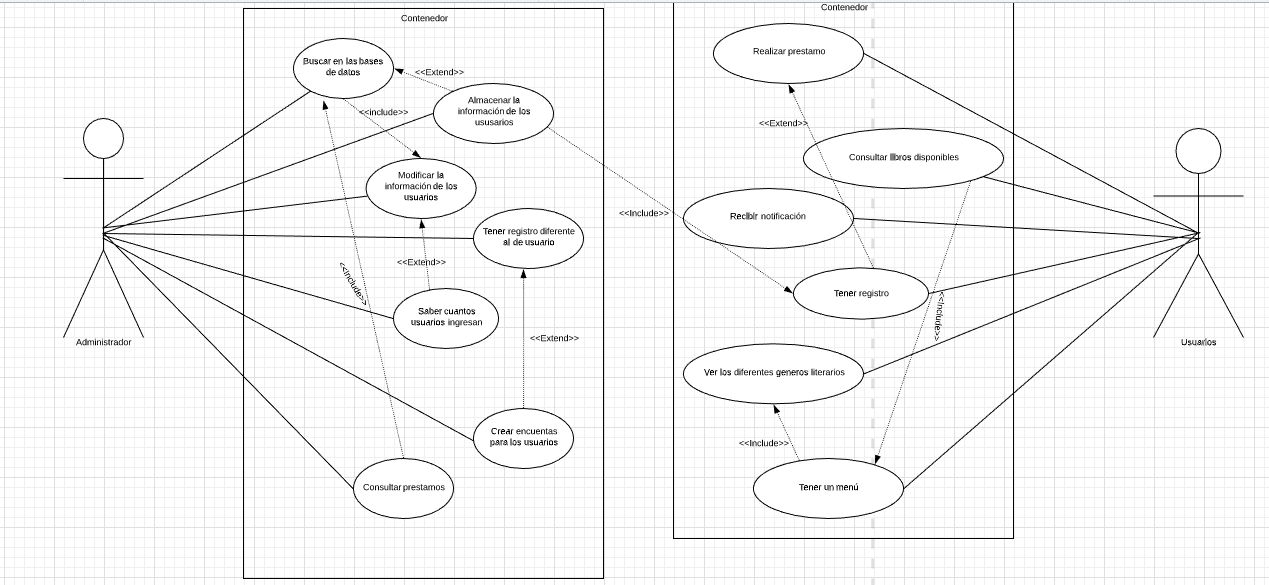 Contenedor
Buscar en las bases
de datos
<<Extend>>
Almacenar la
información de los
ususarios
<<include>>
Modificar la
información de los
usuarios
Tener registro diferente
al de usuario
<<Extend>>
<<Include>>
Saber cuantos
usuarios ingresan
<<Extend>>
Crear encuentas
para los usuarios
Consultar prestamos
Administrador
<<Include>>
Contenedor
Realizar prestamo
<<Extend>>
Consultar libros disponibles
Recibir notificación
Tener registro
<<Include>>
Ver los diferentes generos literarios
<<Include>>
Tener un menú
Usuarios